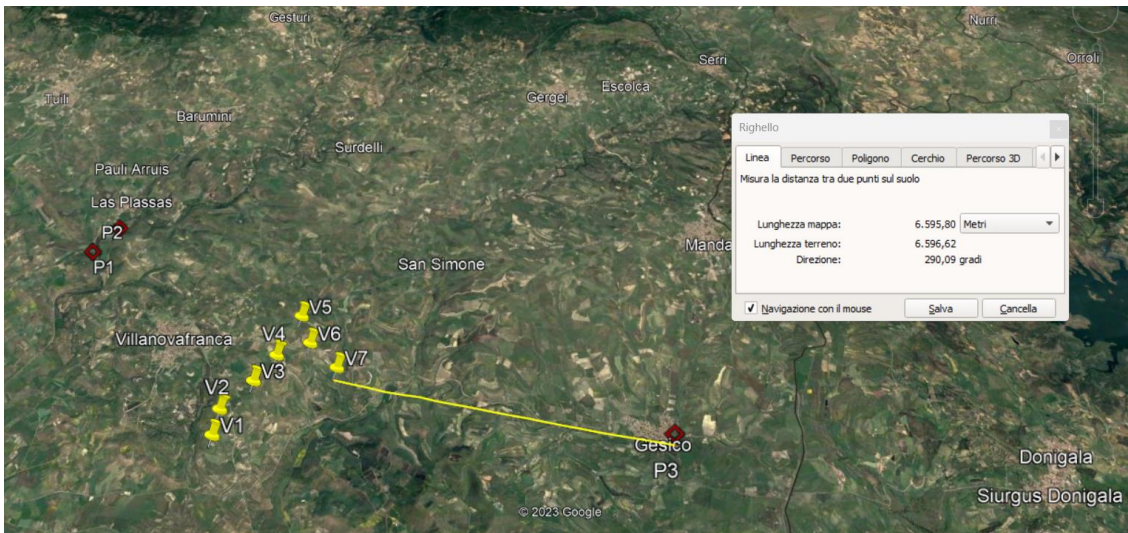 Gesturi
Nurri
Serri
Orroli
Escolca
Tuili
Gergei
Barumini
Surdelli
Pauli Arruis
Las Plassas
P2
P1
Manda
San Simone
V5
V6
V4
Villanovafranca
V7
V3
V2
V1
Gesico
P3
Donigala
Siurgus Donigala
© 2023 Google
Righello
Linea Percorso Poligono Cerchio Percorso 3D
Misura la distanza tra due punti sul suolo
Lunghezza mappa: 6.595,80 Metri
Lunghezza terreno: 6.596,62
Direzione: 290,09 gradi
Navigazione con il mouse Salva Cancella